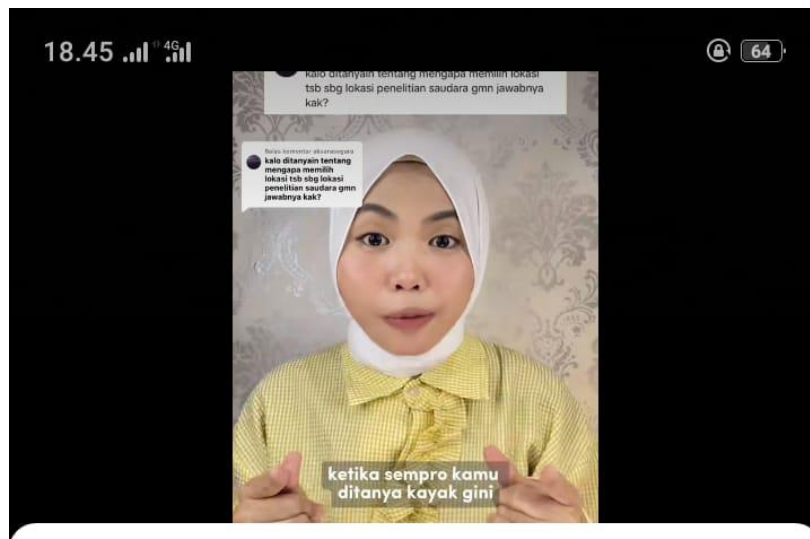 18.45
4G
64
kalo ditanyain tentang mengapa memilih lokasi
tsb sbg lokasi penelitian saudara gmn jawabnya
kak?
kalo ditanyain tentang
mengapa memilih
lokasi tsb sbg lokasi
penelitian saudara gmn
jawabnya kak?
ketika sempro kamu
ditanya kayak gini